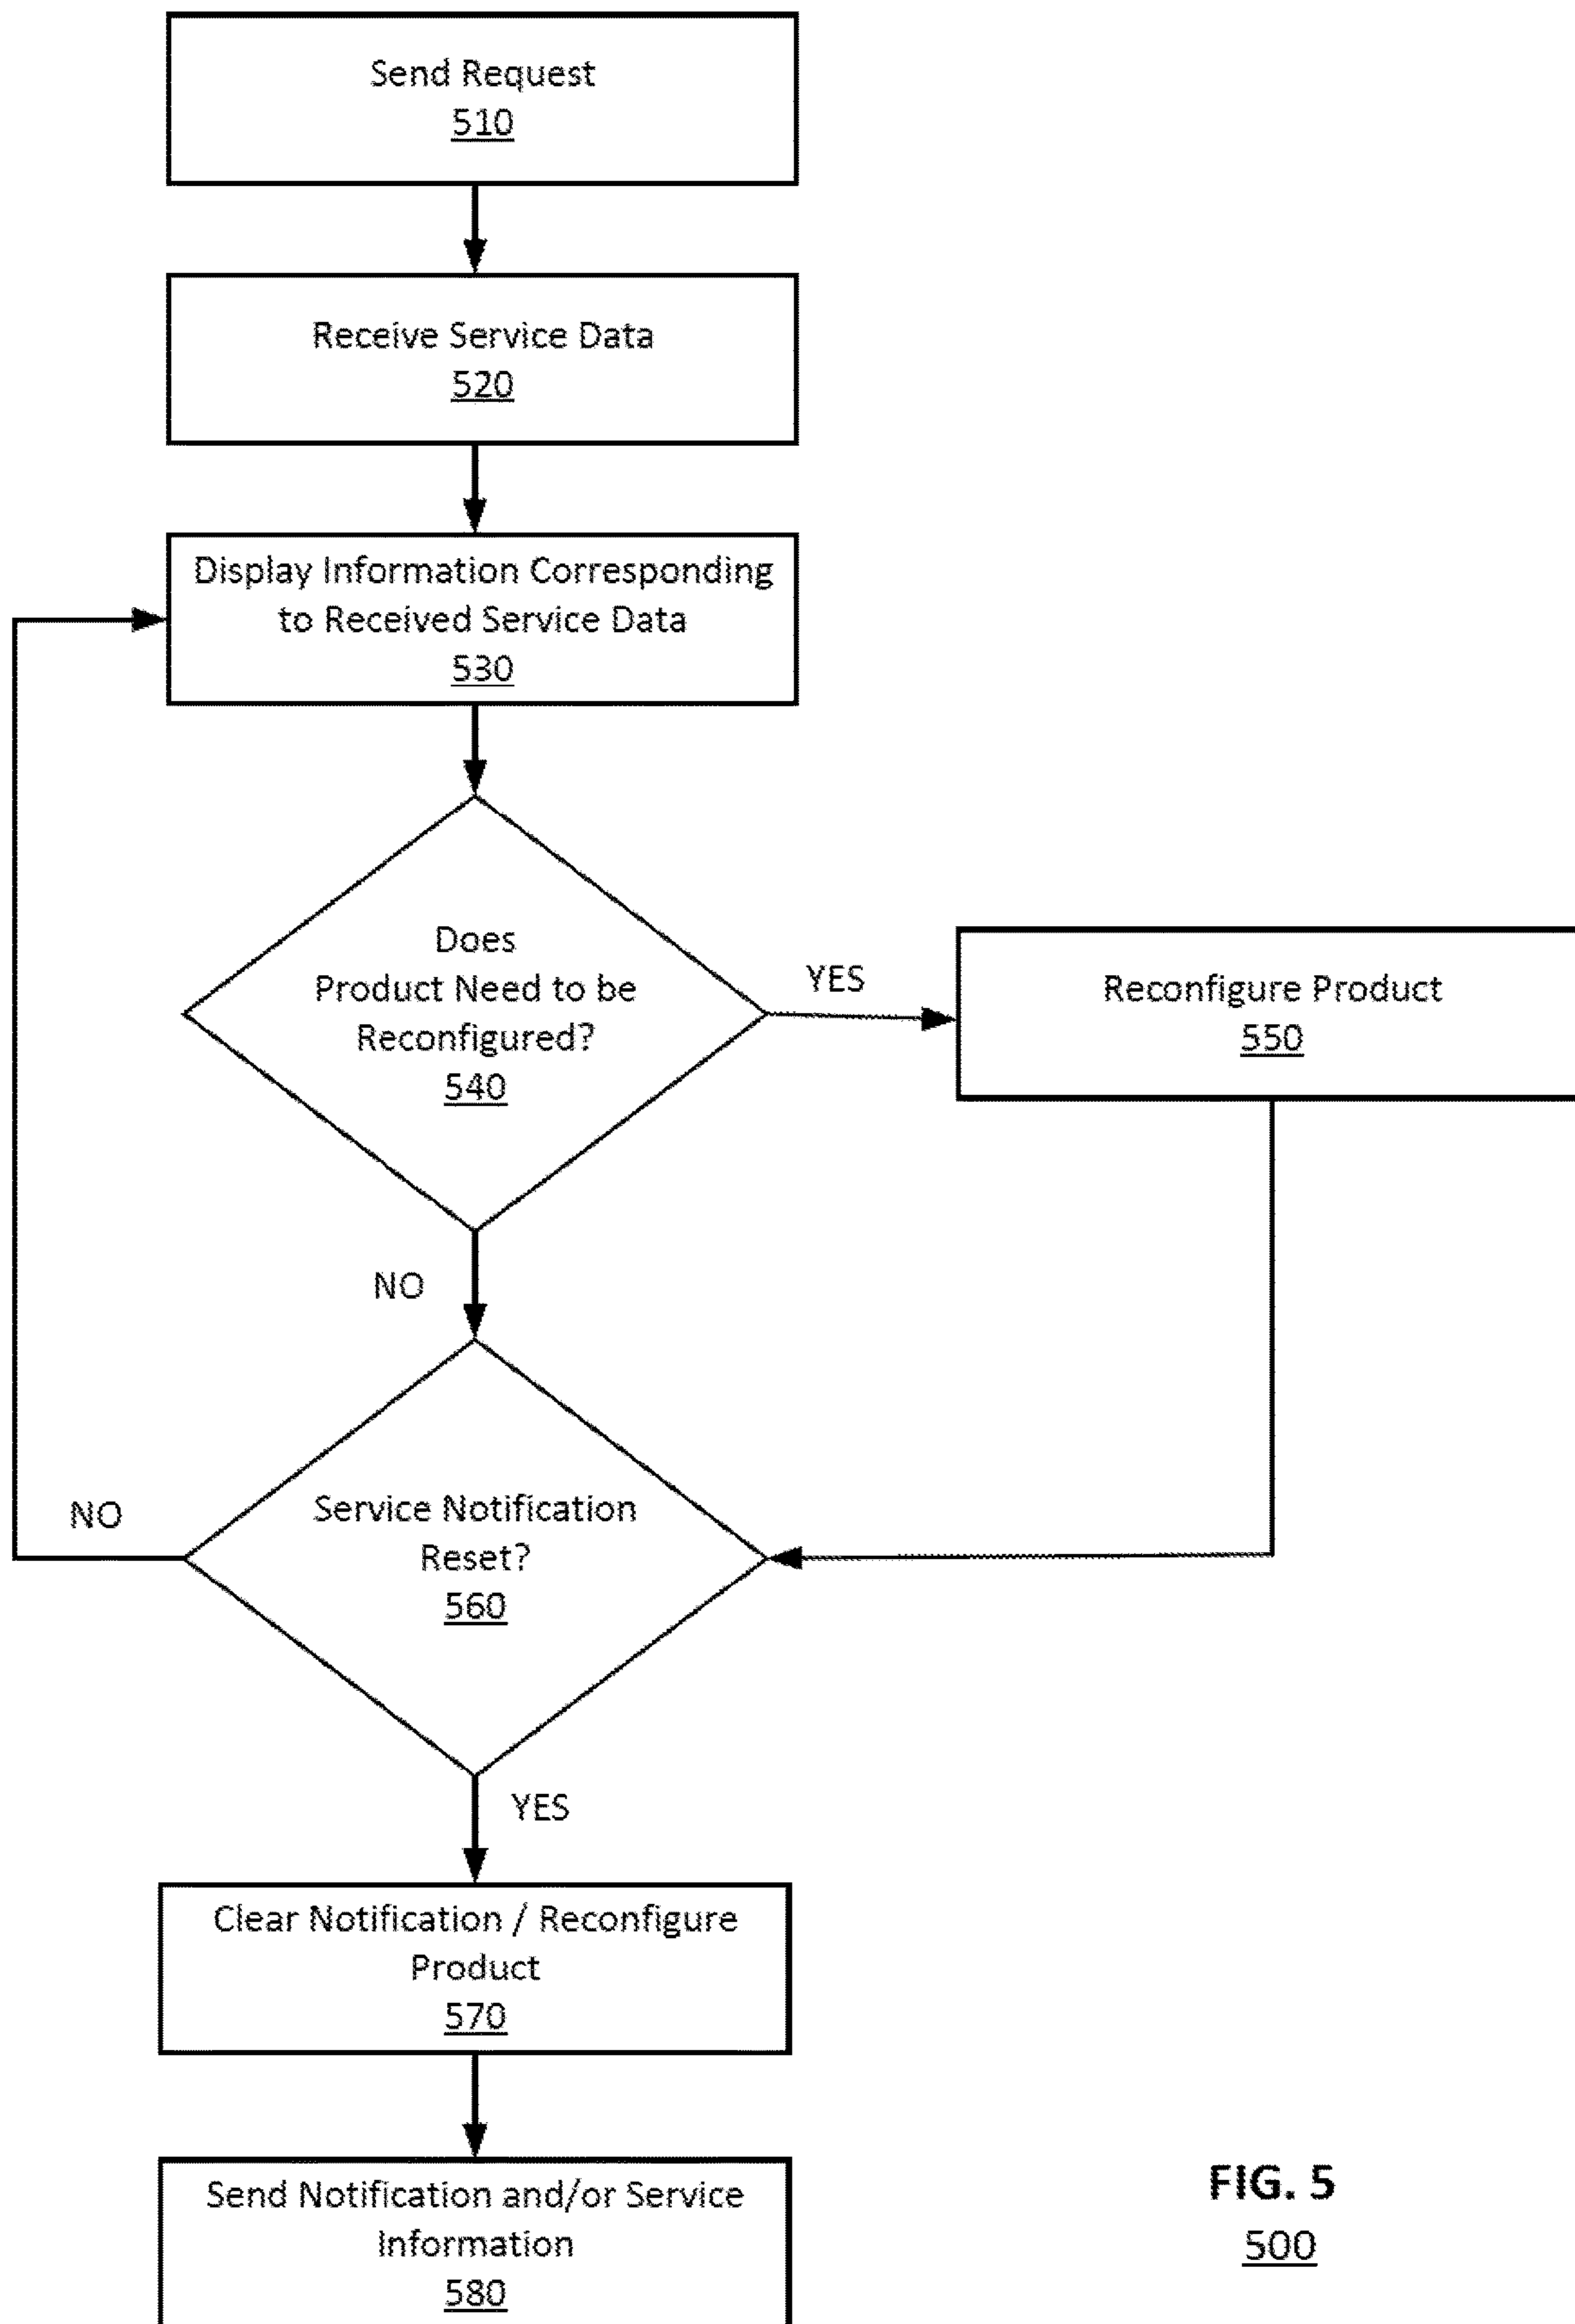 Send Request
510
Receive Service Data
520
Display Information Corresponding
to Received Service Data
530
Does
Product Need to be
Reconfigured?
540
YES
Reconfigure Product
550
NO
Service Notification
Reset?
560
NO
YES
Clear Notification / Reconfigure
Product
570
Send Notification and/or Service
Information
580
FIG. 5
500